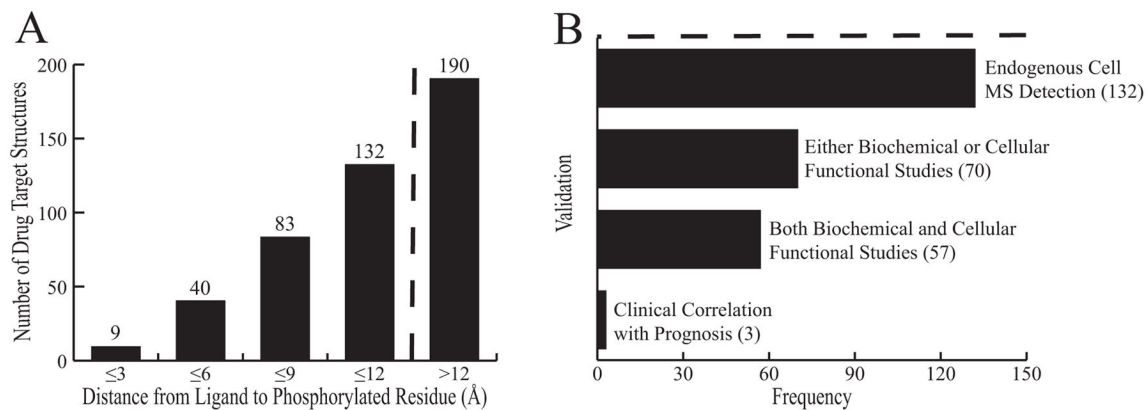 A
Number of Drug Target Structures
200
150
100
50
0
9
40
83
132
190
≤3
≤6
≤9
≤12
>12
Distance from Ligand to Phosphorylated Residue (Å)
B
Validation
Endogenous Cell
MS Detection (132)
Either Biochemical or Cellular
Functional Studies (70)
Both Biochemical and Cellular
Functional Studies (57)
Clinical Correlation
with Prognosis (3)
0
30
60
90
120
150
Frequency